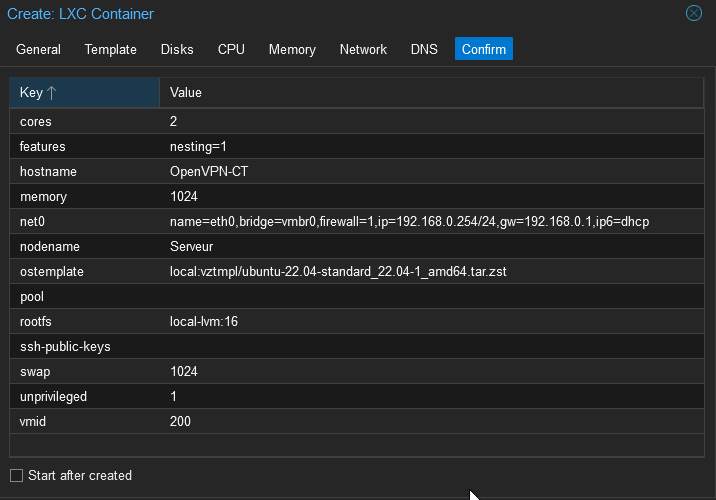 Create: LXC Container
General Template Disks CPU Memory Network DNS Confirm
Key ↑ Value
cores 2
features nesting=1
hostname OpenVPN-CT
memory 1024
net0 name=eth0,bridge=vmbr0,firewall=1,ip=192.168.0.254/24,gw=192.168.0.1,ip6=dhcp
nodename Serveur
ostemplate local:vztmpl/ubuntu-22.04-standard_22.04-1_amd64.tar.zst
pool
rootfs local-lvm:16
ssh-public-keys
swap 1024
unprivileged 1
vmid 200
Start after created